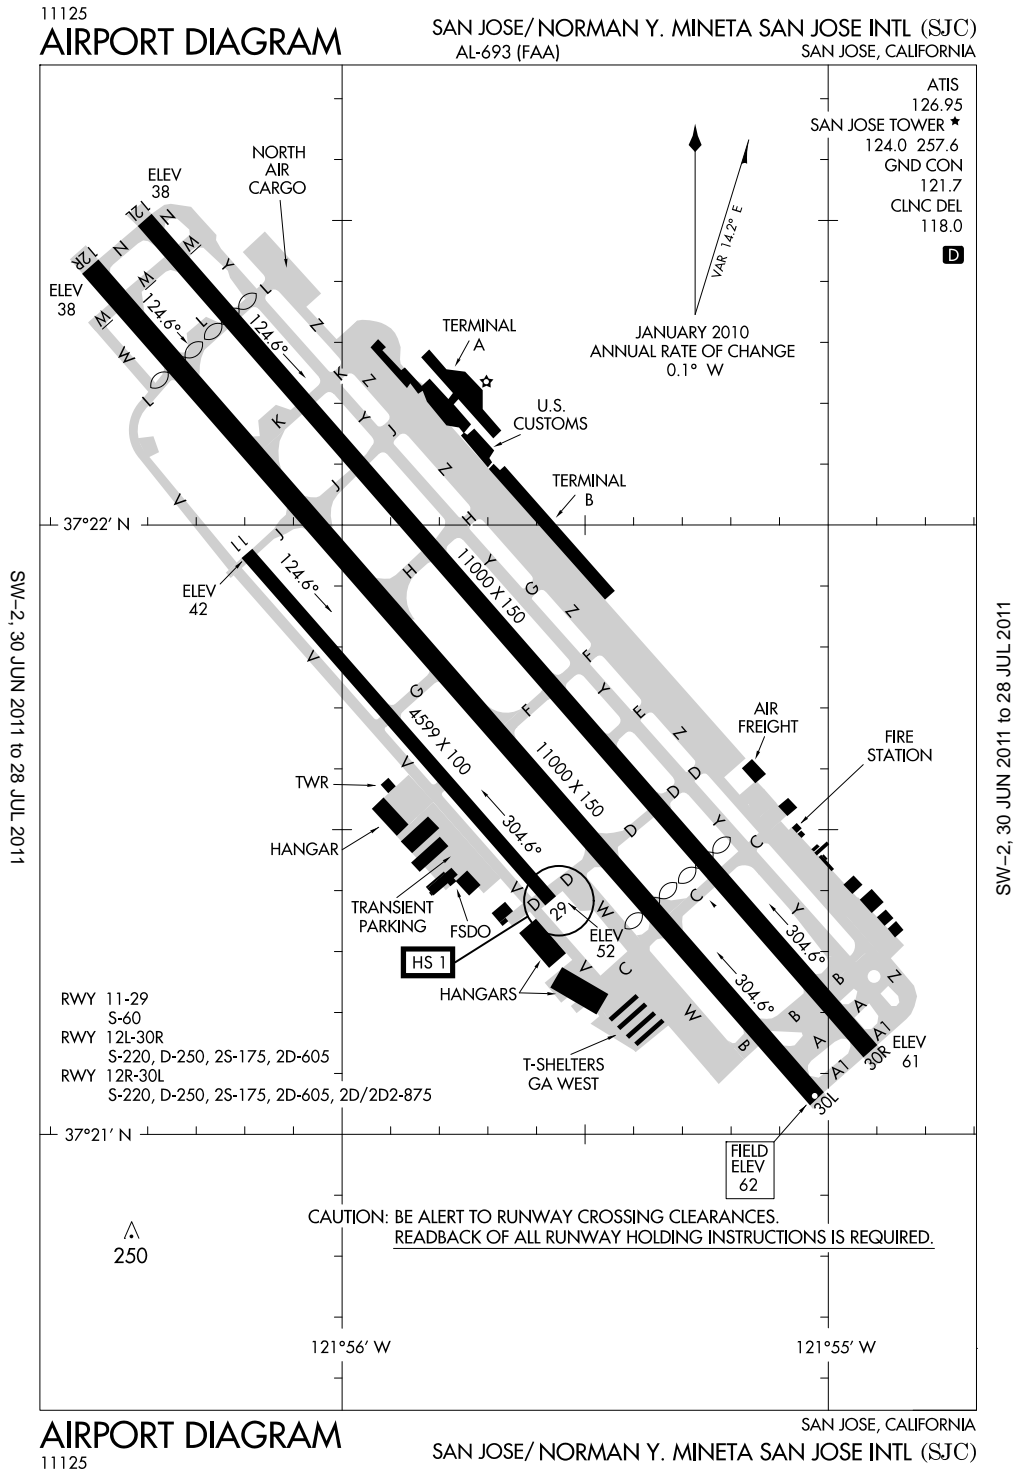 11125
AIRPORT DIAGRAM
SAN JOSE/ NORMAN Y. MINETA SAN JOSE INTL (SJC)
AL-693 (FAA)
SAN JOSE, CALIFORNIA
ATIS
126.95
SAN JOSE TOWER ★
124.0 257.6
GND CON
121.7
CLNC DEL
118.0
D
VAR 14.2° E
JANUARY 2010
ANNUAL RATE OF CHANGE
0.1° W
NORTH
AIR
CARGO
ELEV
38
12L
N
W
Y
L
Z
ELEV
38
12R
N
W
W
W
L
L
V
124.6°
124.6°
K
Z
K
Y
J
Z
J
J
H
H
Y
G
Z
F
Y
E
Z
F
TERMINAL
A
U.S.
CUSTOMS
TERMINAL
B
37°22' N
11
ELEV
42
124.6°
V
G
V
11000 X 150
11000 X 150
4599 X 100
AIR
FREIGHT
FIRE
STATION
D
D
D
Y
C
C
Y
Z
TWR
HANGAR
TRANSIENT
PARKING
FSDO
304.6°
V
D
D
W
29
ELEV
52
HS 1
HANGARS
V
C
W
304.6°
304.6°
B
B
B
A
A
A1
A1
30R
ELEV
61
30L
T-SHELTERS
GA WEST
RWY 11-29
S-60
RWY 12L-30R
S-220, D-250, 2S-175, 2D-605
RWY 12R-30L
S-220, D-250, 2S-175, 2D-605, 2D/2D2-875
37°21' N
FIELD
ELEV
62
CAUTION: BE ALERT TO RUNWAY CROSSING CLEARANCES.
READBACK OF ALL RUNWAY HOLDING INSTRUCTIONS IS REQUIRED.
250
121°56' W
121°55' W
SW-2, 30 JUN 2011 to 28 JUL 2011
SW-2, 30 JUN 2011 to 28 JUL 2011
AIRPORT DIAGRAM
11125
SAN JOSE, CALIFORNIA
SAN JOSE/ NORMAN Y. MINETA SAN JOSE INTL (SJC)